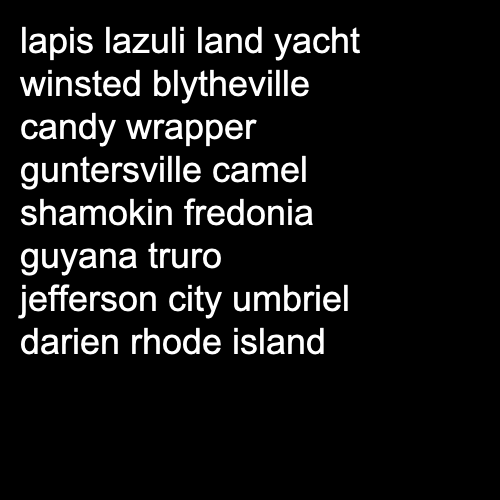 lapis lazuli land yacht
winsted blytheville
candy wrapper
guntersville camel
shamokin fredonia
guyana truro
jefferson city umbriel
darien rhode island